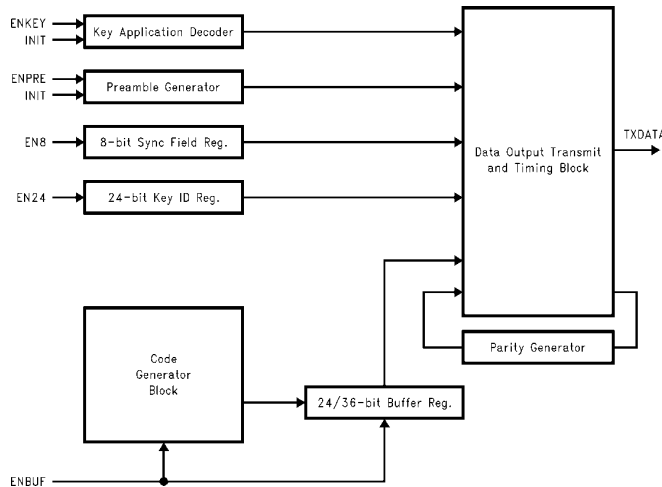 ENKEY
INIT
Key Application Decoder
ENPRE
INIT
Preamble Generator
EN8
8-bit Sync Field Reg.
EN24
24-bit Key ID Reg.
Data Output Transmit
and Timing Block
TXDATA
Parity Generator
Code
Generator
Block
24/36-bit Buffer Reg.
ENBUF